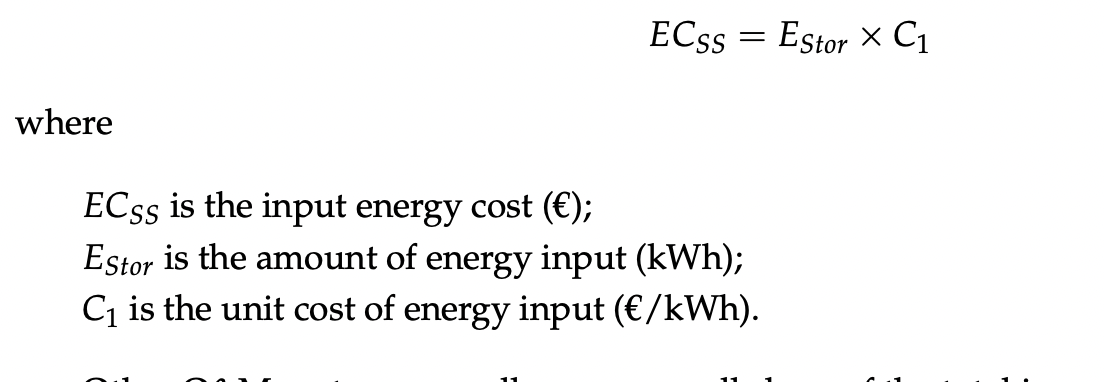 EC_SS = E_Stor × C_1
where
EC_SS is the input energy cost (€);
E_Stor is the amount of energy input (kWh);
C_1 is the unit cost of energy input (€/kWh).